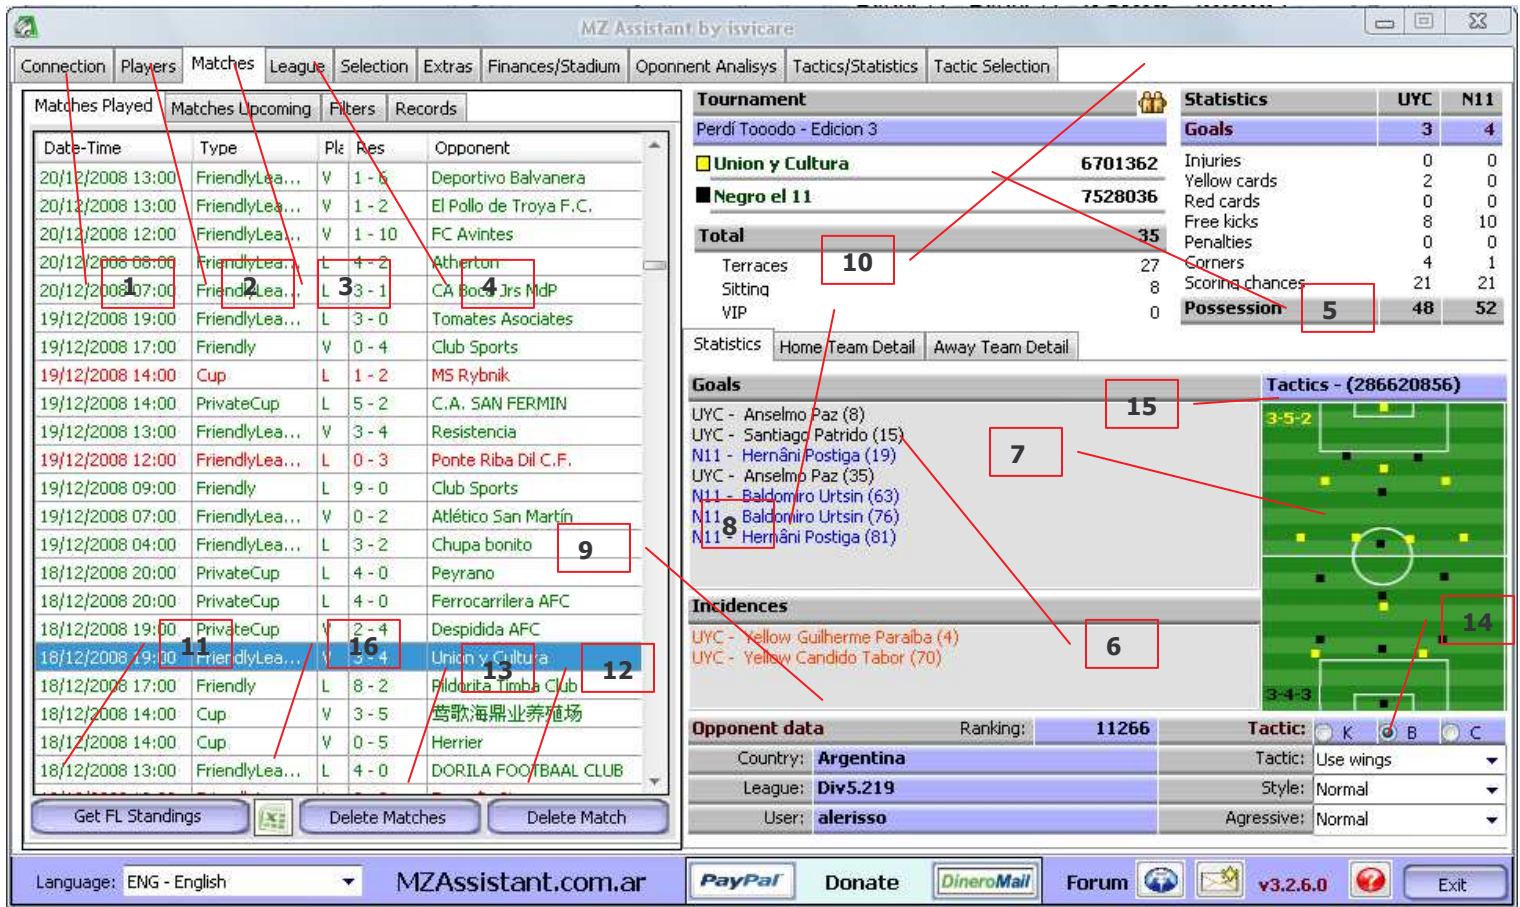 MZ Assistant by isvicare
Connection Players Matches League Selection Extras Finances/Stadium Oponnent Analisys Tactics/Statistics Tactic Selection
Matches Played Matches Upcoming Filters Records
Date-Time Type Pla Res Opponent
20/12/2008 13:00 FriendlyLea... V 1 - 6 Deportivo Balvanera
20/12/2008 13:00 FriendlyLea... V 1 - 2 El Pollo de Troya F.C.
20/12/2008 12:00 FriendlyLea... V 1 - 10 FC Avintes
20/12/2008 08:00 FriendlyLea... L 4 - 2 Atherton
20/12/2008 07:00 FriendlyLea... L 3 - 1 CA Boca Jrs MdP
19/12/2008 19:00 FriendlyLea... L 3 - 0 Tomates Asociates
19/12/2008 17:00 Friendly V 0 - 4 Club Sports
19/12/2008 14:00 Cup L 1 - 2 MS Rybnik
19/12/2008 14:00 PrivateCup L 5 - 2 C.A. SAN FERMIN
19/12/2008 13:00 FriendlyLea... V 3 - 4 Resistencia
19/12/2008 12:00 FriendlyLea... L 0 - 3 Ponte Riba Dil C.F.
19/12/2008 09:00 Friendly L 9 - 0 Club Sports
19/12/2008 07:00 FriendlyLea... V 0 - 2 Atlético San Martín
19/12/2008 04:00 FriendlyLea... L 3 - 2 Chupa bonito
18/12/2008 20:00 PrivateCup L 4 - 0 Peyrano
18/12/2008 20:00 PrivateCup L 4 - 0 Ferrocarrilera AFC
18/12/2008 19:00 PrivateCup V 2 - 4 Despidida AFC
18/12/2008 19:00 FriendlyLea... V 3 - 4 Union y Cultura
18/12/2008 17:00 Friendly L 8 - 2 Pildorita Timba Club
18/12/2008 14:00 Cup V 3 - 5 莺歌海鼎业养殖场
18/12/2008 14:00 Cup V 0 - 5 Herrier
18/12/2008 13:00 FriendlyLea... L 4 - 0 DORILA FOOTBAAL CLUB
Get FL Standings Delete Matches Delete Match
1
2
3
4
9
11
16
13
12
Tournament
Perdí Tooodo - Edicion 3
Union y Cultura 6701362
Negro el 11 7528036
Total 35
Terraces 27
Sitting 8
VIP 0
10
Statistics UYC N11
Goals 3 4
Injuries 0 0
Yellow cards 2 0
Red cards 0 0
Free kicks 8 10
Penalties 0 0
Corners 4 1
Scoring chances 21 21
Possession 48 52
5
Statistics Home Team Detail Away Team Detail
Goals
UYC - Anselmo Paz (8)
UYC - Santiago Patrido (15)
N11 - Hernâni Postiga (19)
UYC - Anselmo Paz (35)
N11 - Baldomiro Urtsin (63)
N11 - Baldomiro Urtsin (76)
N11 - Hernâni Postiga (81)
8
15
7
Incidences
UYC - Yellow Guilherme Paraíba (4)
UYC - Yellow Candido Tabor (70)
6
Tactics - (286620856)
3-5-2
3-4-3
14
Opponent data Ranking: 11266 Tactic: K B C
Country: Argentina Tactic: Use wings
League: Div5.219 Style: Normal
User: alerisso Agressive: Normal
Language: ENG - English MZAssistant.com.ar PayPal Donate DineroMail Forum v3.2.6.0 Exit